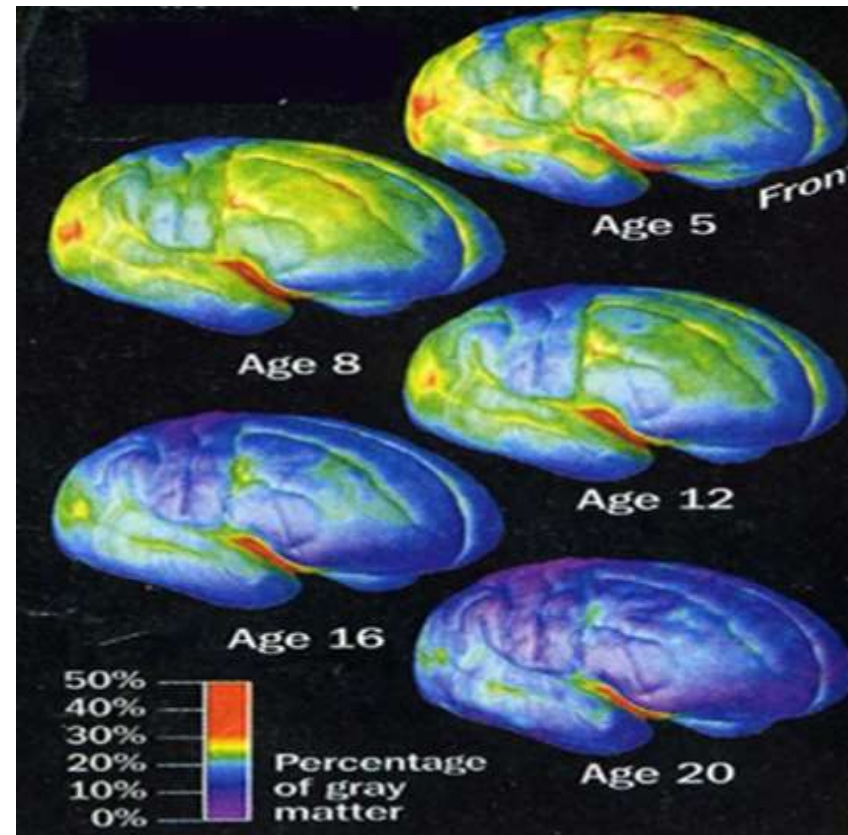 Age 5
Fron
Age 8
Age 12
Age 16
Age 20
50%
40%
30%
20%
10%
0%
Percentage
of gray
matter